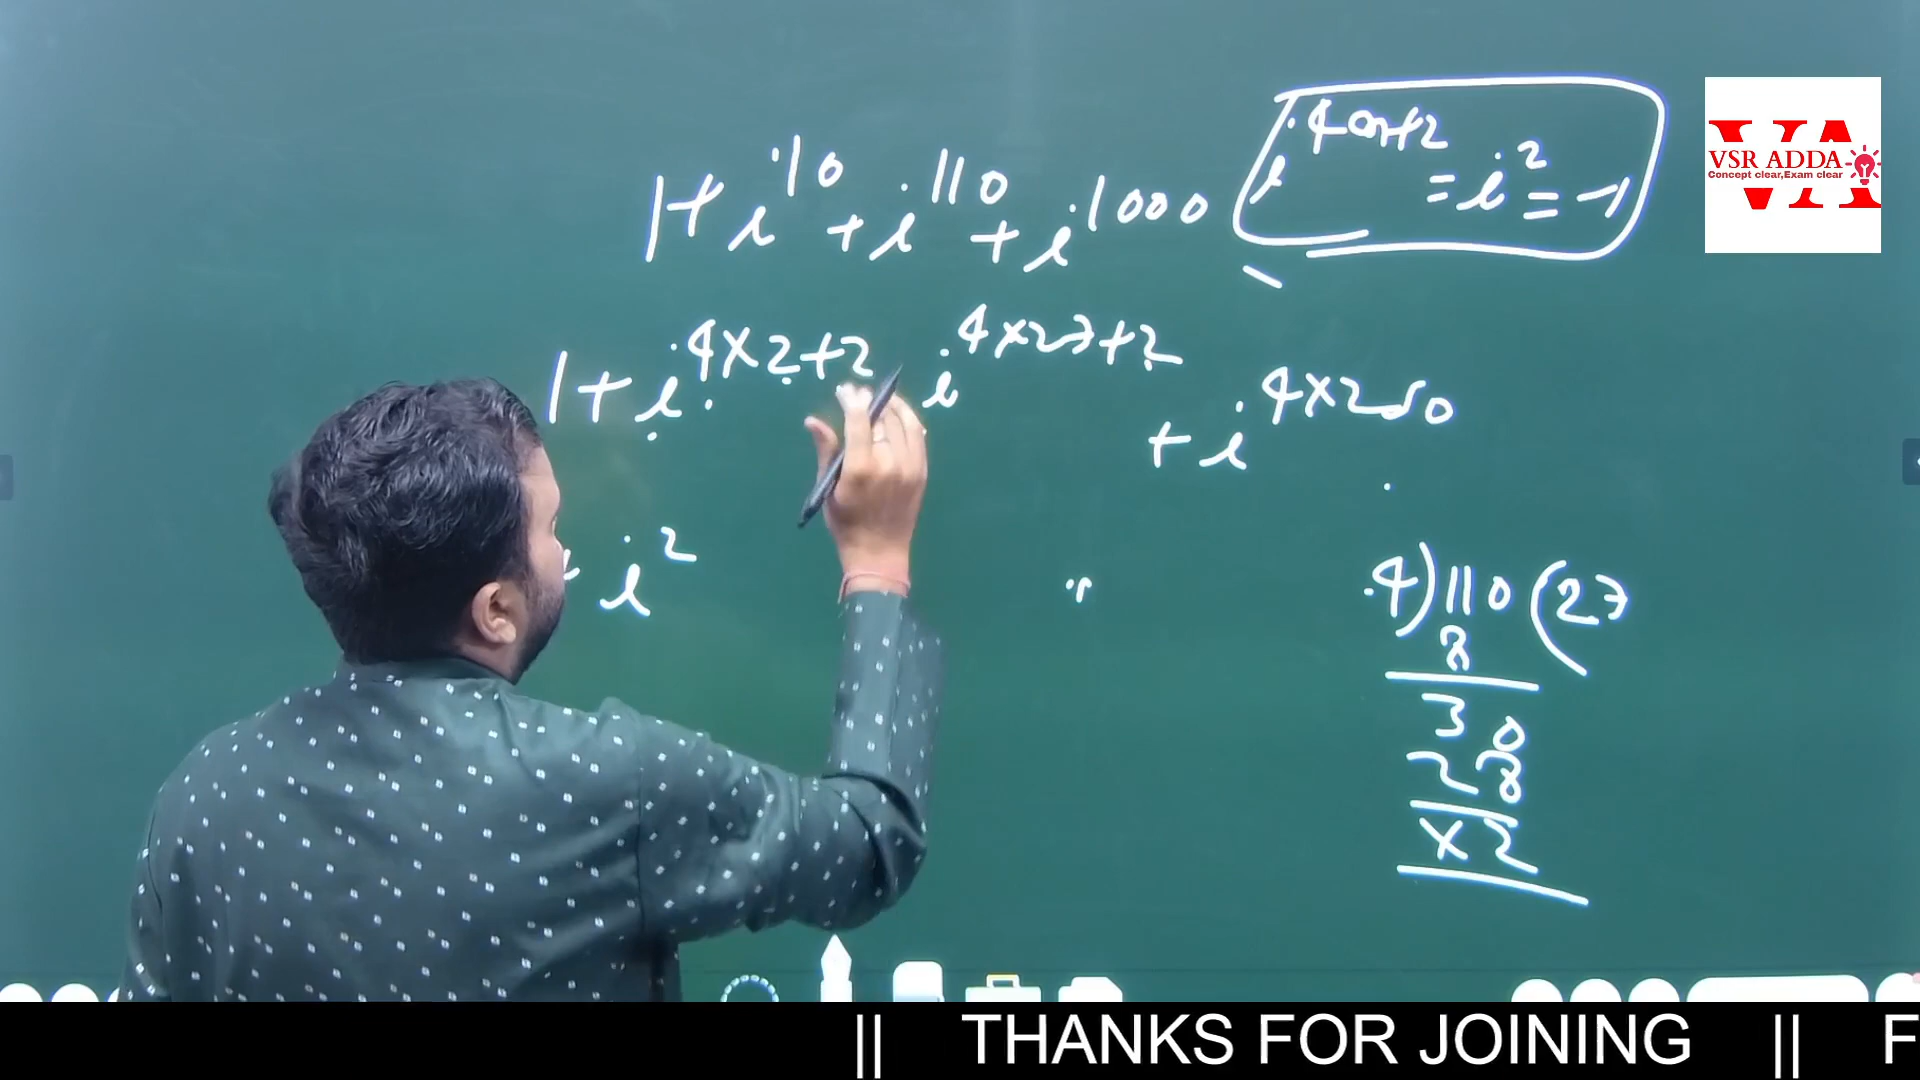 1+i^10 + i^110 + i^1000
i^4n+2 = i^2 = -1
VSR ADDA
Concept clear,Exam clear
1+i^4×2+2 i^4×27+2 + i^4×250
i^2
4)110(27
8
30
28
×2
|| THANKS FOR JOINING || F